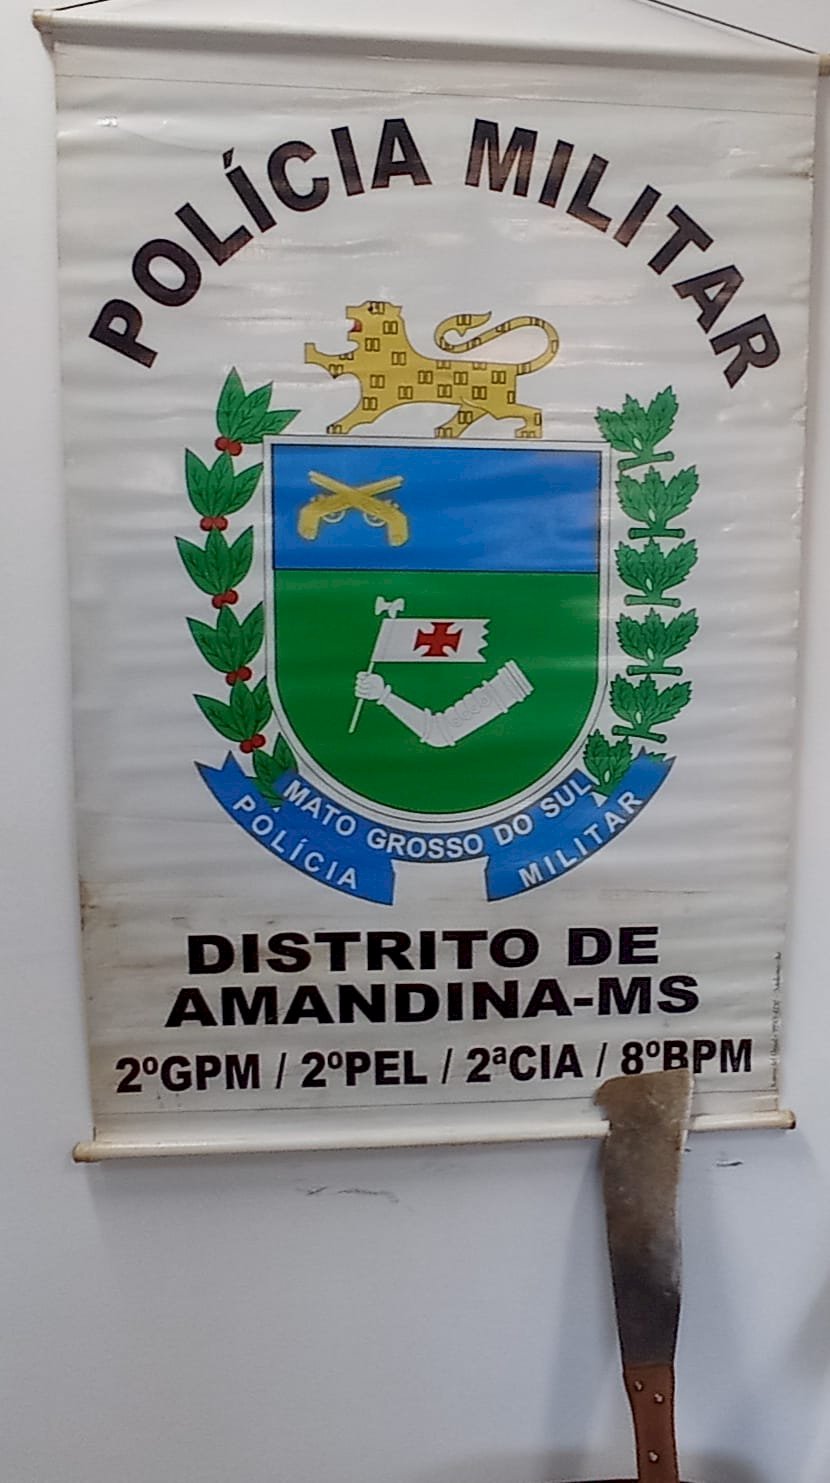 POLÍCIA MILITAR
MATO GROSSO DO SUL
POLÍCIA MILITAR
DISTRITO DE
AMANDINA-MS
2ºGPM / 2ºPEL / 2ªCIA / 8ºBPM